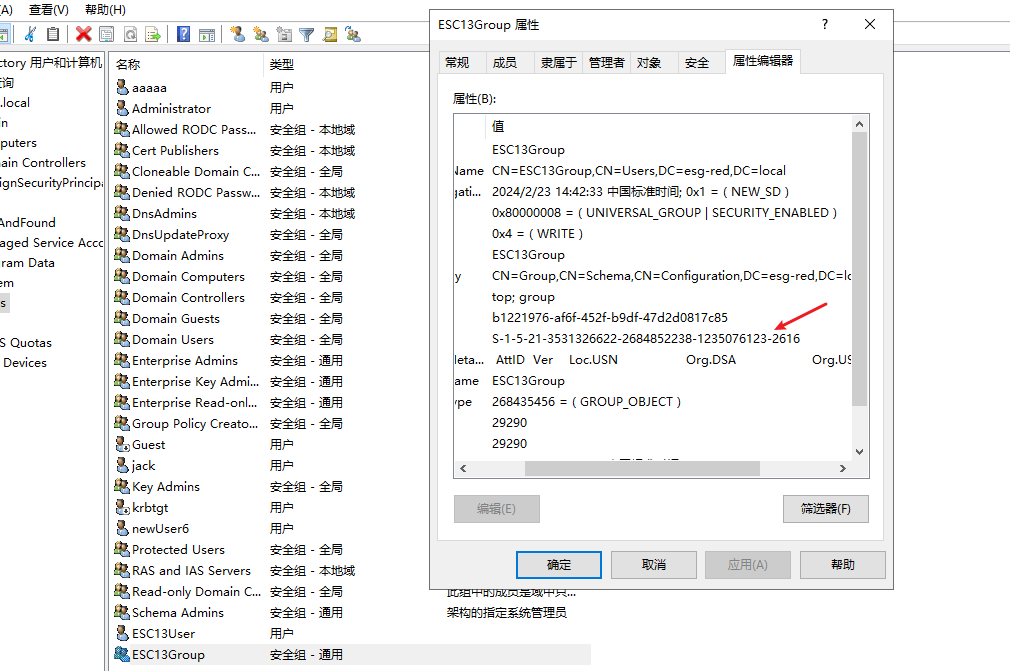 (A) 查看(V) 帮助(H)
ctory 用户和计算机
查询
.local
in
puters
ain Controllers
ignSecurityPrincipa
AndFound
aged Service Acco
ram Data
em
s
S Quotas
Devices
名称 类型
aaaaa 用户
Administrator 用户
Allowed RODC Pass... 安全组 - 本地域
Cert Publishers 安全组 - 本地域
Cloneable Domain C... 安全组 - 全局
Denied RODC Passw... 安全组 - 本地域
DnsAdmins 安全组 - 本地域
DnsUpdateProxy 安全组 - 全局
Domain Admins 安全组 - 全局
Domain Computers 安全组 - 全局
Domain Controllers 安全组 - 全局
Domain Guests 安全组 - 全局
Domain Users 安全组 - 全局
Enterprise Admins 安全组 - 通用
Enterprise Key Admi... 安全组 - 通用
Enterprise Read-onl... 安全组 - 通用
Group Policy Creato... 安全组 - 全局
Guest 用户
jack 用户
Key Admins 安全组 - 全局
krbtgt 用户
newUser6 用户
Protected Users 安全组 - 全局
RAS and IAS Servers 安全组 - 本地域
Read-only Domain C... 安全组 - 全局 此组中的成员是域中只...
Schema Admins 安全组 - 通用 架构的指定系统管理员
ESC13User 用户
ESC13Group 安全组 - 通用
ESC13Group 属性
常规 成员 隶属于 管理者 对象 安全 属性编辑器
属性(B):
值
ESC13Group
Name CN=ESC13Group,CN=Users,DC=esg-red,DC=local
gati... 2024/2/23 14:42:33 中国标准时间; 0x1 = ( NEW_SD )
0x80000008 = ( UNIVERSAL_GROUP | SECURITY_ENABLED )
0x4 = ( WRITE )
ESC13Group
y CN=Group,CN=Schema,CN=Configuration,DC=esg-red,DC=lo
top; group
b1221976-af6f-452f-b9df-47d2d0817c85
S-1-5-21-3531326622-2684852238-1235076123-2616
leta... AttID Ver Loc.USN Org.DSA Org.US
ame ESC13Group
ype 268435456 = ( GROUP_OBJECT )
29290
29290
编辑(E) 筛选器(F)
确定 取消 应用(A) 帮助